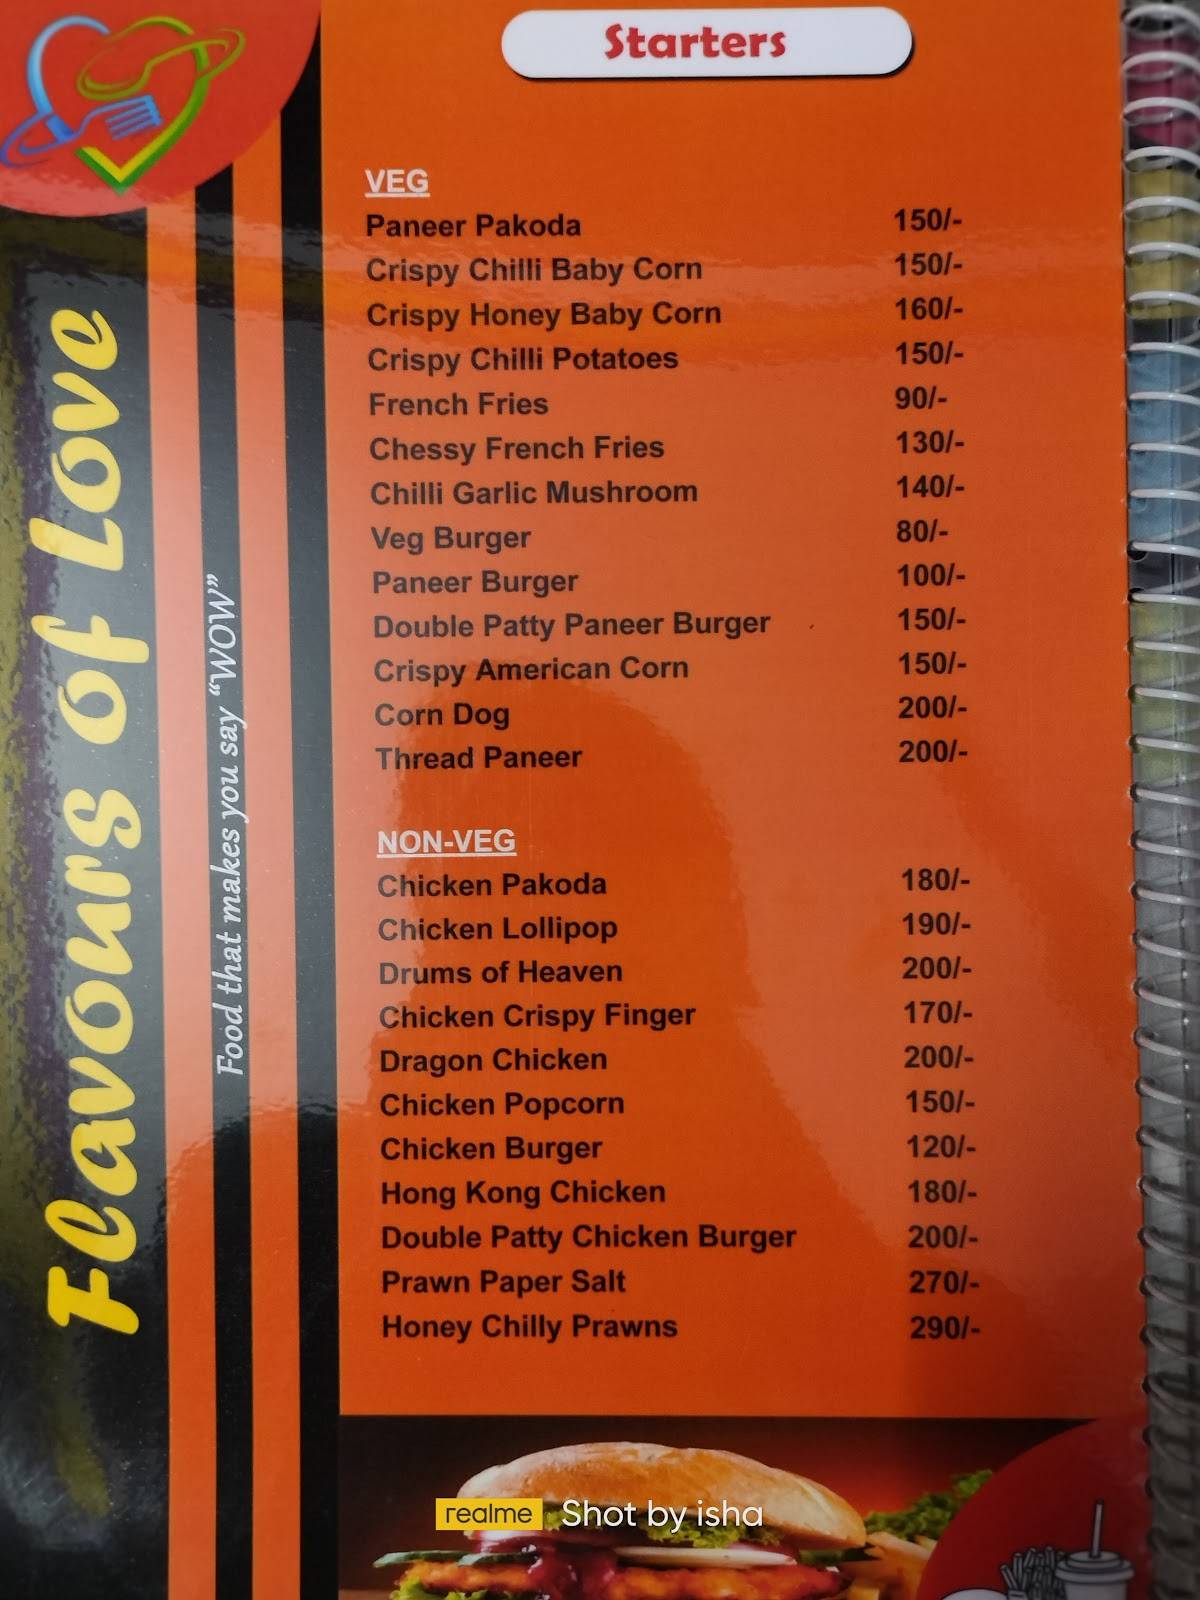 Starters
VEG
Paneer Pakoda 150/-
Crispy Chilli Baby Corn 150/-
Crispy Honey Baby Corn 160/-
Crispy Chilli Potatoes 150/-
French Fries 90/-
Chessy French Fries 130/-
Chilli Garlic Mushroom 140/-
Veg Burger 80/-
Paneer Burger 100/-
Double Patty Paneer Burger 150/-
Crispy American Corn 150/-
Corn Dog 200/-
Thread Paneer 200/-
NON-VEG
Chicken Pakoda 180/-
Chicken Lollipop 190/-
Drums of Heaven 200/-
Chicken Crispy Finger 170/-
Dragon Chicken 200/-
Chicken Popcorn 150/-
Chicken Burger 120/-
Hong Kong Chicken 180/-
Double Patty Chicken Burger 200/-
Prawn Paper Salt 270/-
Honey Chilly Prawns 290/-
Flavours of Love
Food that makes you say “WOW”
realme Shot by isha